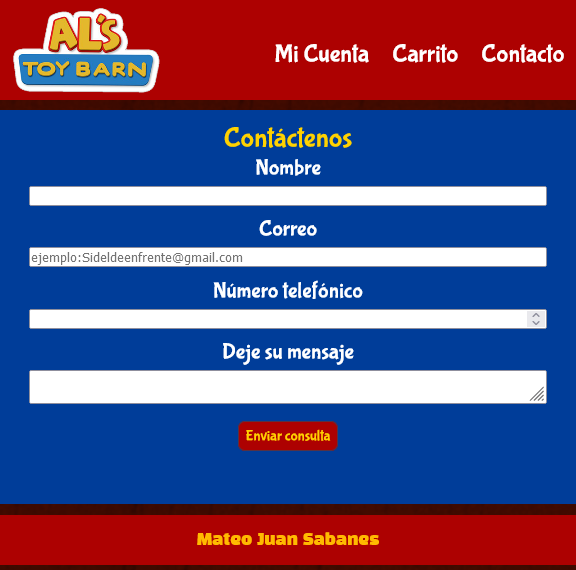 AL'S
TOY BARN
Mi Cuenta Carrito Contacto
Contáctenos
Nombre
Correo
ejemplo:Sideldeenfrente@gmail.com
Número telefónico
Deje su mensaje
Enviar consulta
Mateo Juan Sabanes